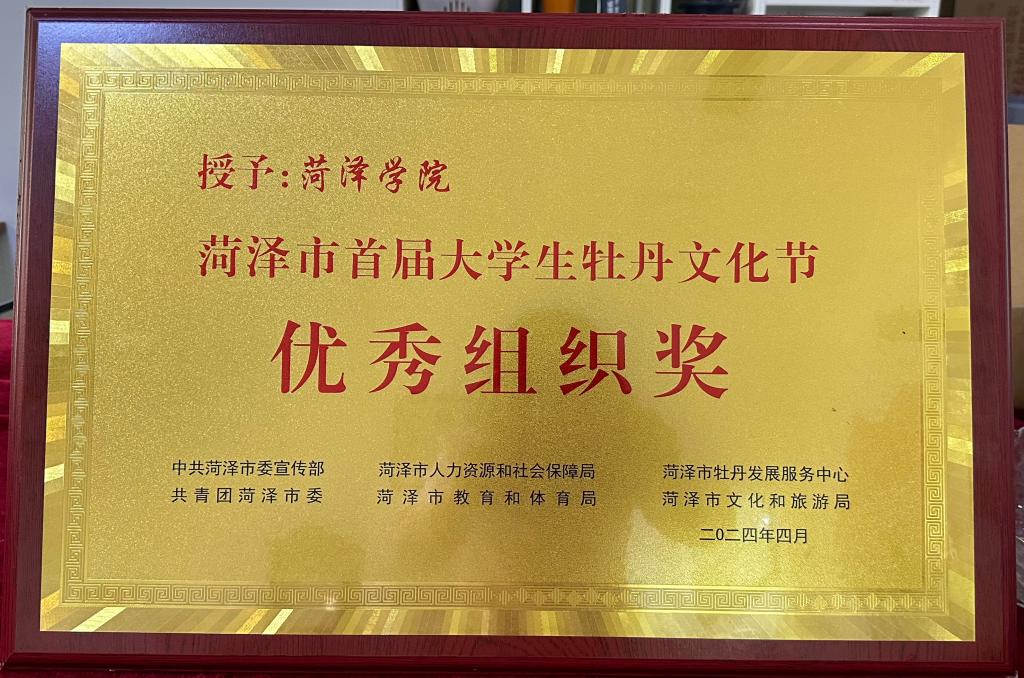 授予:菏泽学院
菏泽市首届大学生牡丹文化节
优秀组织奖
中共菏泽市委宣传部 菏泽市人力资源和社会保障局 菏泽市牡丹发展服务中心
共青团菏泽市委 菏泽市教育和体育局 菏泽市文化和旅游局
二0二四年四月